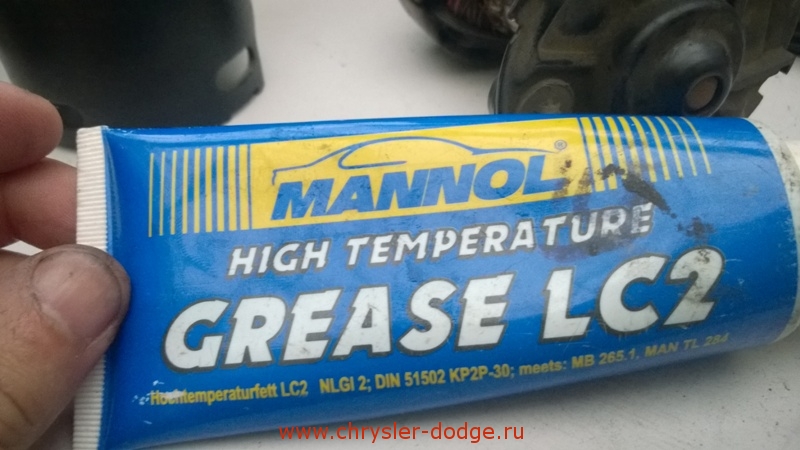 MANNOL®
HIGH TEMPERATURE
GREASE LC2
Hochtemperaturfett LC2 NLGI 2; DIN 51502 KP2P-30; meets: MB 265.1, MAN TL 284
www.chrysler-dodge.ru